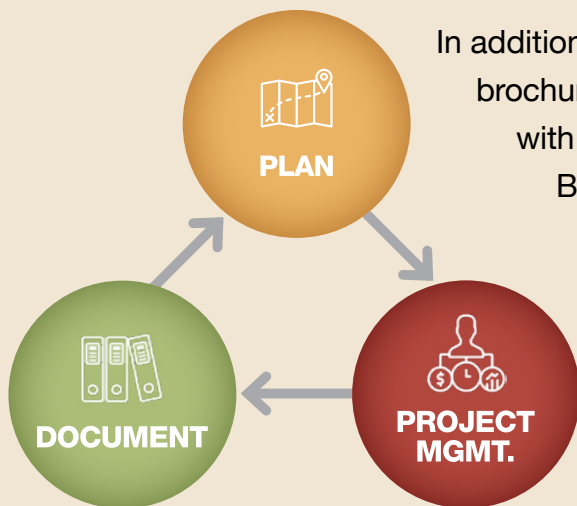 In addition
brochur
with
B
PLAN
DOCUMENT
PROJECT
MGMT.
$